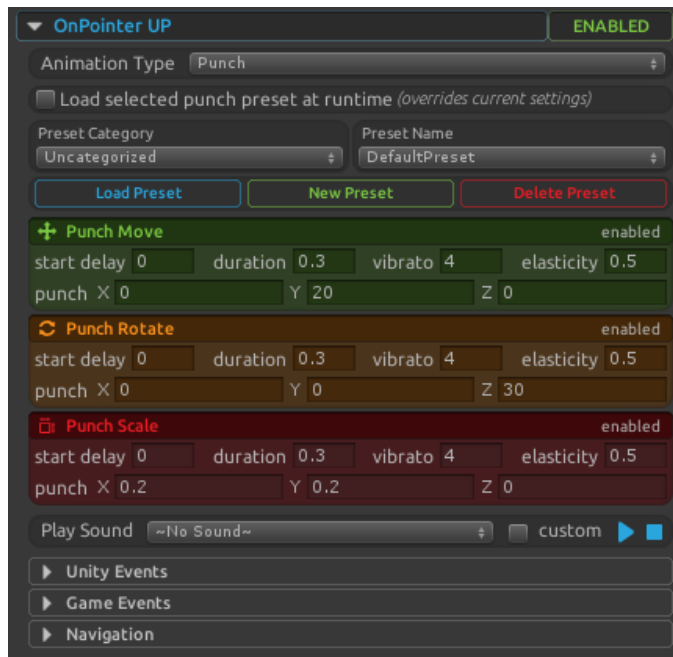 OnPointer UP ENABLED
Animation Type Punch
Load selected punch preset at runtime (overrides current settings)
Preset Category Preset Name
Uncategorized DefaultPreset
Load Preset New Preset Delete Preset
Punch Move enabled
start delay 0 duration 0.3 vibrato 4 elasticity 0.5
punch X 0 Y 20 Z 0
Punch Rotate enabled
start delay 0 duration 0.3 vibrato 4 elasticity 0.5
punch X 0 Y 0 Z 30
Punch Scale enabled
start delay 0 duration 0.3 vibrato 4 elasticity 0.5
punch X 0.2 Y 0.2 Z 0
Play Sound ~No Sound~ custom
Unity Events
Game Events
Navigation